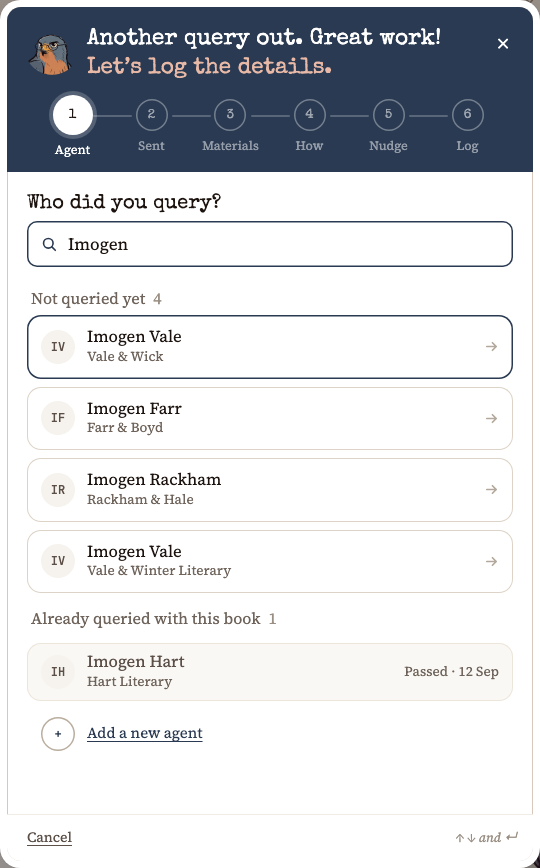 Another query out. Great work!
Let's log the details.
×
1
2
3
4
5
6
Agent
Sent
Materials
How
Nudge
Log
Who did you query?
Imogen
Not queried yet 4
IV
Imogen Vale
Vale & Wick
→
IF
Imogen Farr
Farr & Boyd
→
IR
Imogen Rackham
Rackham & Hale
→
IV
Imogen Vale
Vale & Winter Literary
→
Already queried with this book 1
IH
Imogen Hart
Hart Literary
Passed · 12 Sep
+
Add a new agent
Cancel
↑↓ and ↵